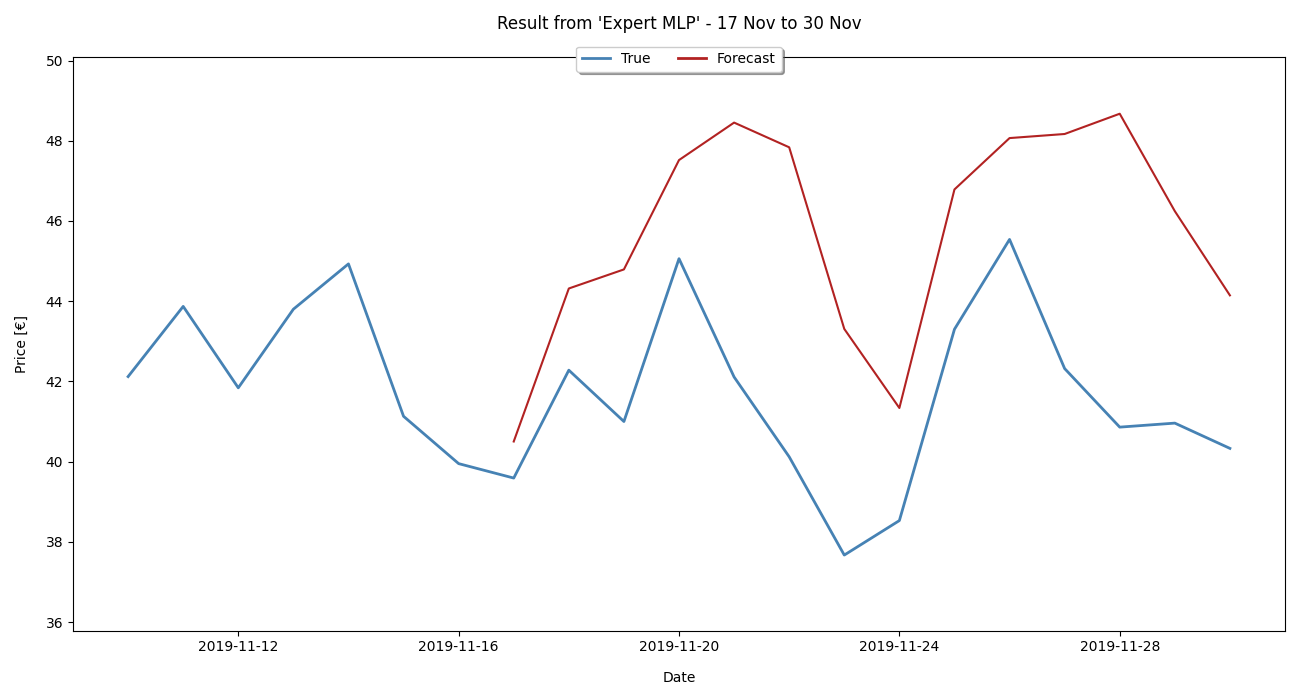 Result from 'Expert MLP' - 17 Nov to 30 Nov
True Forecast
50
48
46
44
42
40
38
36
Price [€]
2019-11-12 2019-11-16 2019-11-20 2019-11-24 2019-11-28
Date